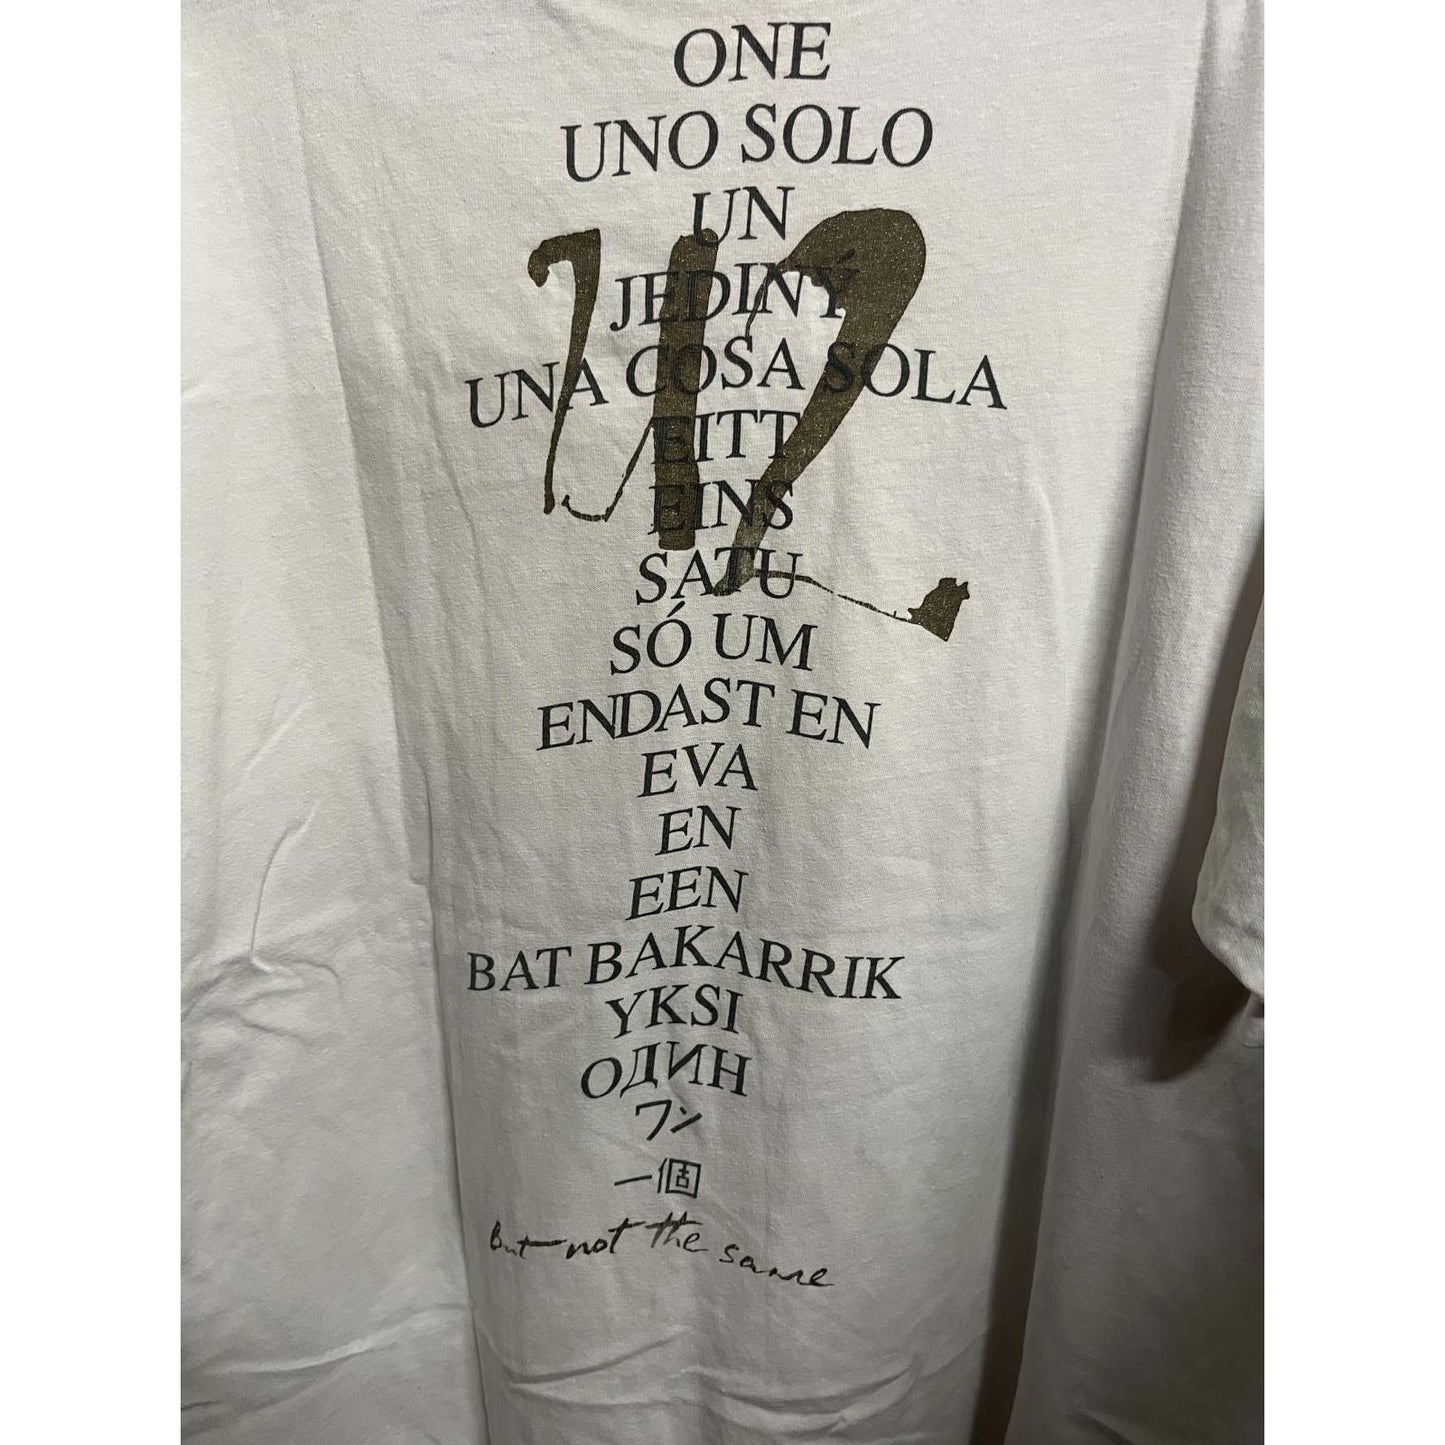 ONE
UNO SOLO
UN
U2
JEDINÝ
UNA COSA SOLA
EITT
EINS
SATU
SÓ UM
ENDAST EN
EVA
EN
EEN
BAT BAKARRIK
YKSI
ОДИН
ワン
一個
But not the same